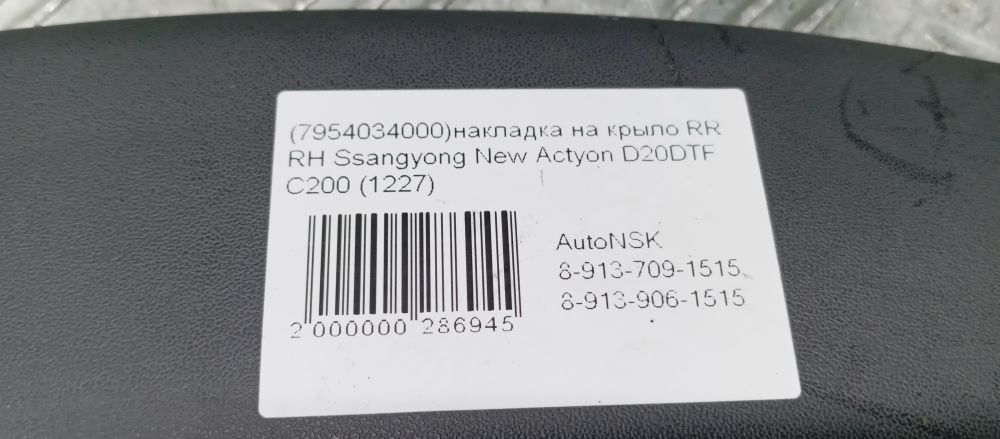 (7954034000)накладка на крыло RR
RH Ssangyong New Actyon D20DTF
C200 (1227)
AutoNSK
8-913-709-1515,
8-913-906-1515
2 000000 286945